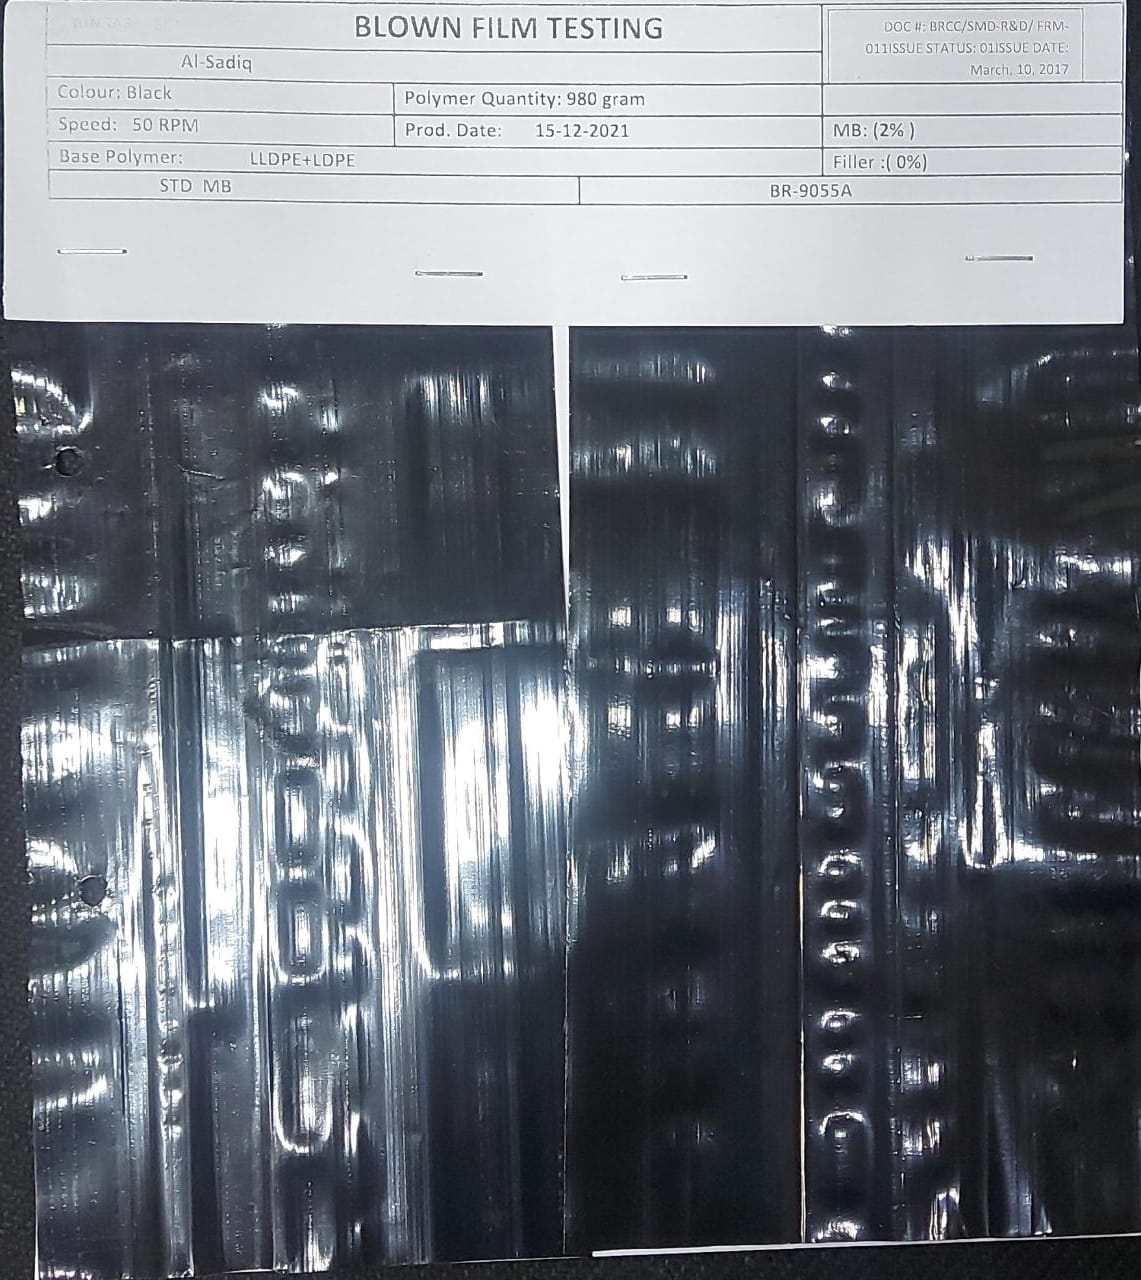 BLOWN FILM TESTING
DOC #: BRCC/SMD-R&D/ FRM-
011ISSUE STATUS: 01ISSUE DATE:
March, 10, 2017
Al-Sadiq
Colour: Black
Polymer Quantity: 980 gram
Speed: 50 RPM
Prod. Date: 15-12-2021
MB: (2% )
Base Polymer: LLDPE+LDPE
Filler :( 0%)
STD MB
BR-9055A